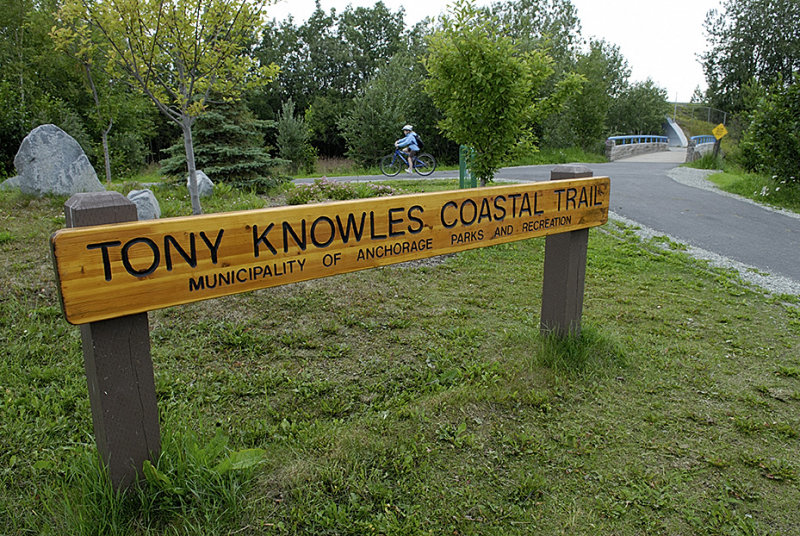 TONY KNOWLES COASTAL TRAIL
MUNICIPALITY OF ANCHORAGE PARKS AND RECREATION